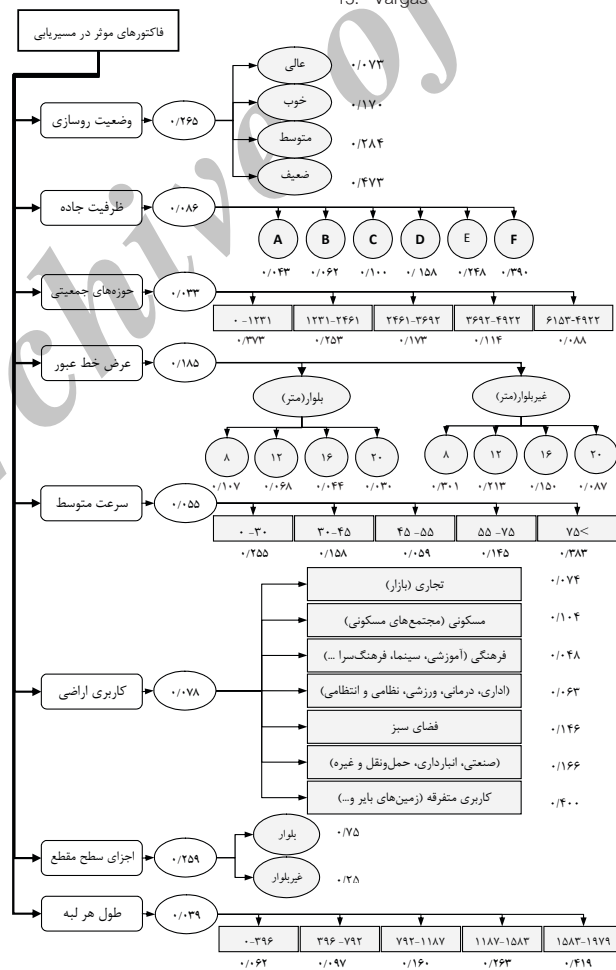 15. Vargas
فاکتورهای موثر در مسیریابی
وضعیت روسازی
۰/۲۶۵
عالی ۰/۰۷۳
خوب ۰/۱۷۰
متوسط ۰/۲۸۴
ضعیف ۰/۴۷۳
ظرفیت جاده
۰/۰۸۶
A B C D E F
۰/۰۴۳ ۰/۰۶۲ ۰/۱۰۰ ۰/۱۵۸ ۰/۲۴۸ ۰/۳۹۰
حوزه‌های جمعیتی
۰/۰۳۳
۰-۱۲۳۱ ۱۲۳۱-۲۴۶۱ ۲۴۶۱-۳۶۹۲ ۳۶۹۲-۴۹۲۲ ۶۱۵۳-۴۹۲۲
۰/۳۷۳ ۰/۲۵۳ ۰/۱۷۳ ۰/۱۱۴ ۰/۰۸۸
عرض خط عبور
۰/۱۸۵
بلوار(متر) غیربلوار(متر)
۸ ۱۲ ۱۶ ۲۰ ۸ ۱۲ ۱۶ ۲۰
۰/۱۰۷ ۰/۰۶۸ ۰/۰۴۴ ۰/۰۳۰ ۰/۳۰۱ ۰/۲۱۳ ۰/۱۵۰ ۰/۰۸۷
سرعت متوسط
۰/۰۵۵
۰-۳۰ ۳۰-۴۵ ۴۵-۵۵ ۵۵-۷۵ ۷۵<
۰/۲۵۵ ۰/۱۵۸ ۰/۰۵۹ ۰/۱۴۵ ۰/۳۸۳
کاربری اراضی
۰/۰۷۸
تجاری (بازار) ۰/۰۷۴
مسکونی (مجتمع‌های مسکونی) ۰/۱۰۴
فرهنگی (آموزشی، سینما، فرهنگ‌سرا ...) ۰/۰۴۸
(اداری، درمانی، ورزشی، نظامی و انتظامی) ۰/۰۶۳
فضای سبز ۰/۱۴۶
(صنعتی، انبارداری، حمل‌ونقل و غیره) ۰/۱۶۶
کاربری متفرقه (زمین‌های بایر و...) ۰/۴۰۰
اجزای سطح مقطع
۰/۲۵۹
بلوار ۰/۷۵
غیربلوار ۰/۲۵
طول هر لبه
۰/۰۳۹
۰-۳۹۶ ۳۹۶-۷۹۲ ۷۹۲-۱۱۸۷ ۱۱۸۷-۱۵۸۳ ۱۵۸۳-۱۹۷۹
۰/۰۶۲ ۰/۰۹۷ ۰/۱۶۰ ۰/۲۶۳ ۰/۴۱۹
chive of